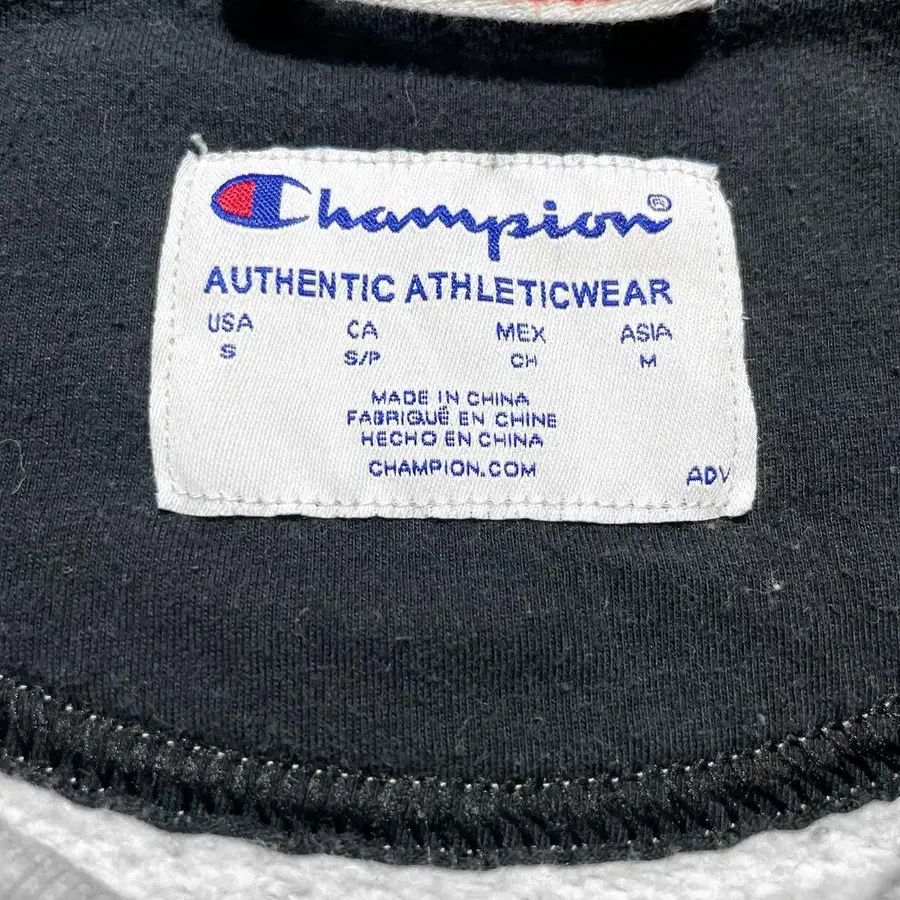 Champion®
AUTHENTIC ATHLETICWEAR
USA CA MEX ASIA
S S/P CH M
MADE IN CHINA
FABRIQUÉ EN CHINE
HECHO EN CHINA
CHAMPION.COM
ADV